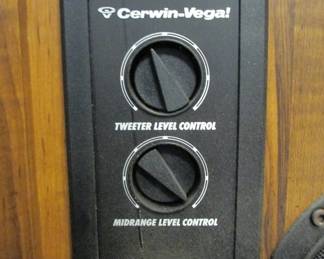 Cerwin-Vega!
TWEETER LEVEL CONTROL
MIDRANGE LEVEL CONTROL